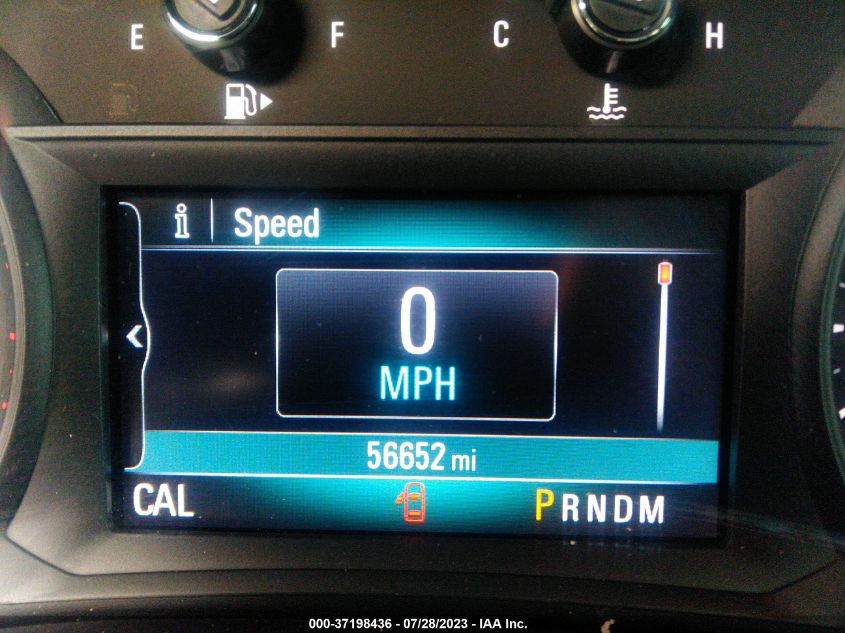 E F C H
i Speed
0
MPH
56652 mi
CAL PRNDM
000-37198436 - 07/28/2023 - IAA Inc.